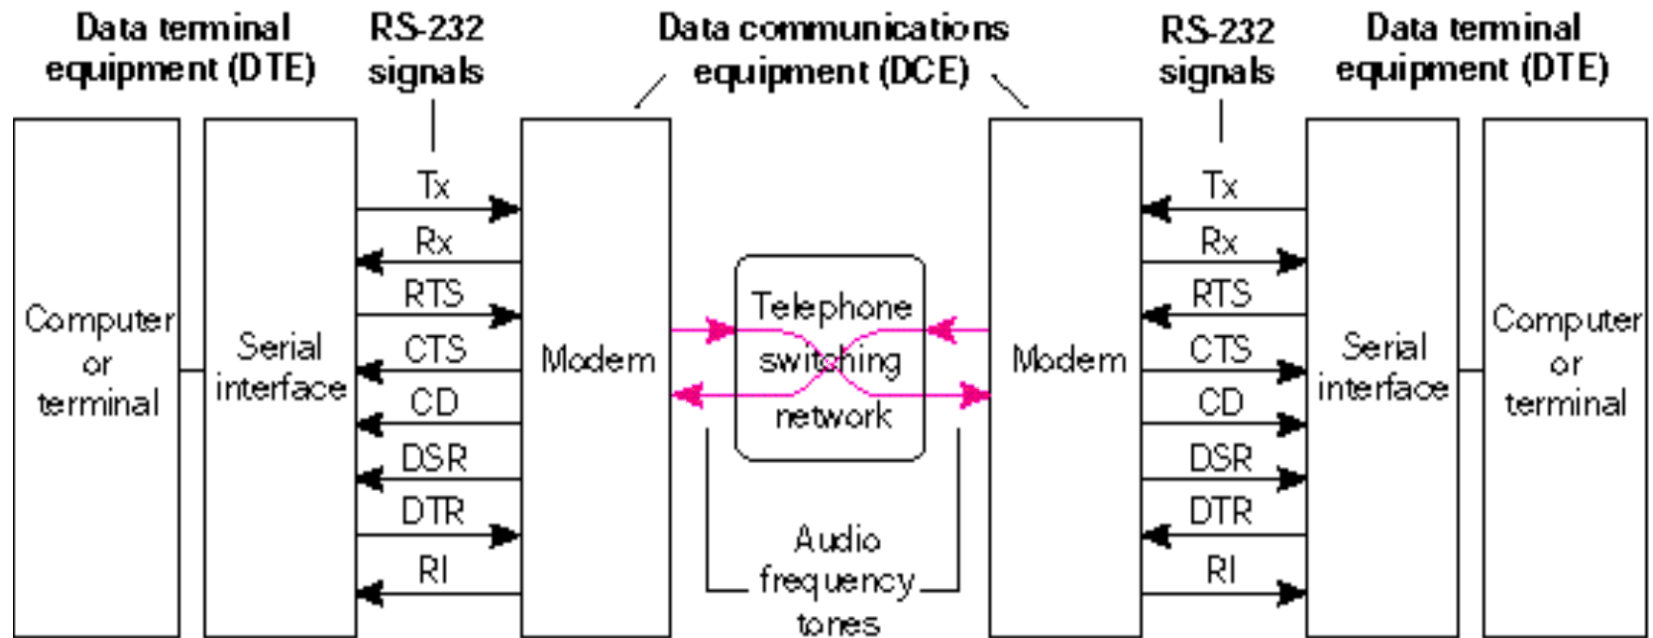 Data terminal
equipment (DTE)
RS-232
signals
Data communications
equipment (DCE)
RS-232
signals
Data terminal
equipment (DTE)
Computer
or
terminal
Serial
interface
Tx
Rx
RTS
CTS
CD
DSR
DTR
RI
Modem
Telephone
switching
network
Audio
frequency
tones
Modem
Tx
Rx
RTS
CTS
CD
DSR
DTR
RI
Serial
interface
Computer
or
terminal